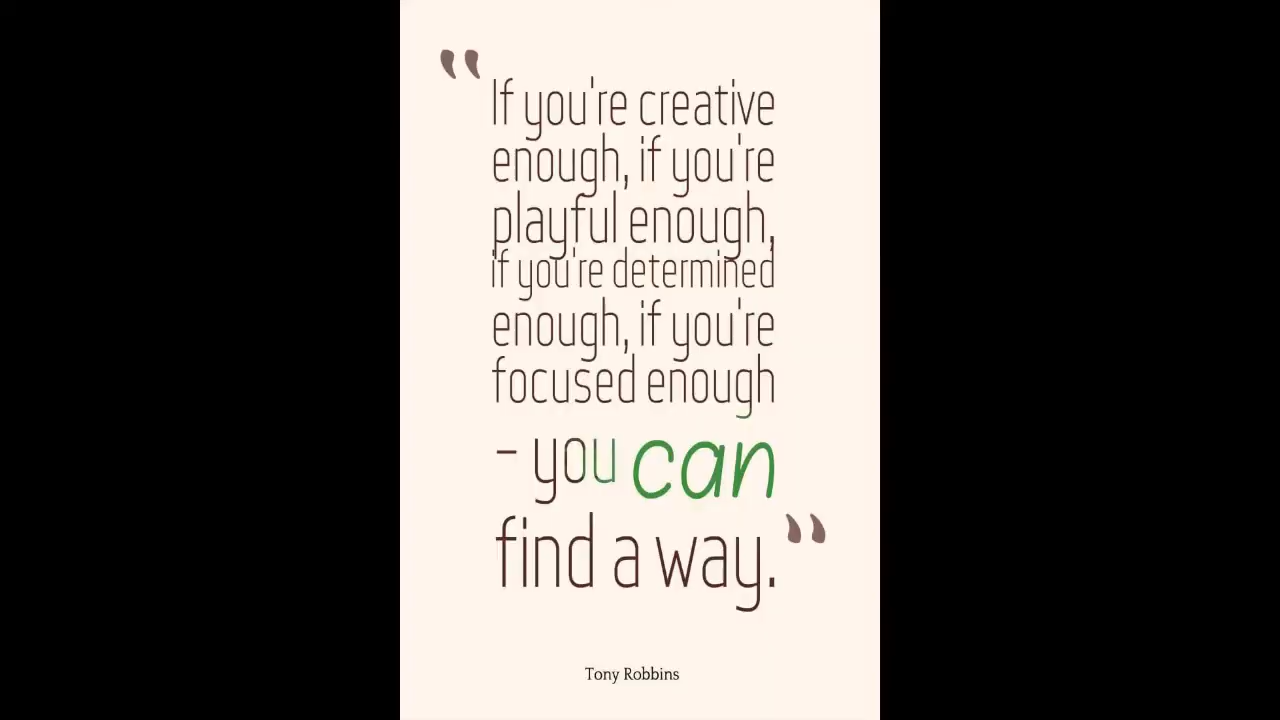 "If you're creative
enough, if you're
playful enough,
if you're determined
enough, if you're
focused enough
- you can
find a way."
Tony Robbins